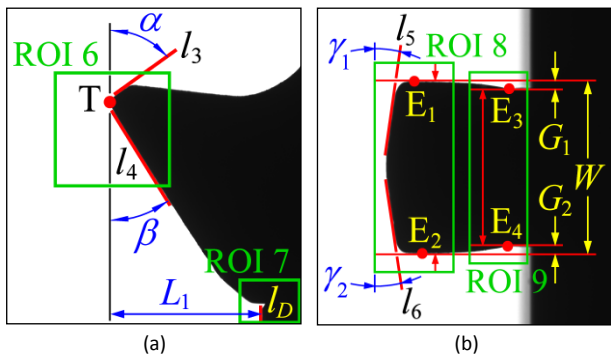 α
l3
ROI 6
T
l4
β
ROI 7
L1
lD
(a)
γ1
l5
ROI 8
E1
E3
G1
W
G2
E2
E4
γ2
l6
ROI 9
(b)